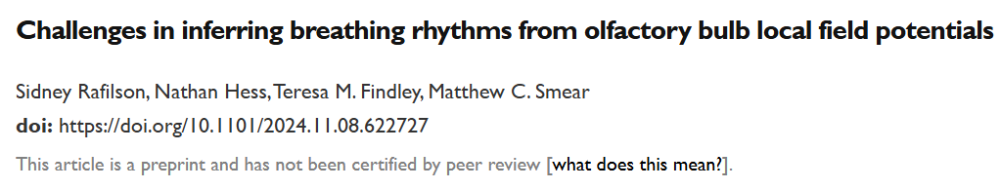 Challenges in inferring breathing rhythms from olfactory bulb local field potentials
Sidney Rafilson, Nathan Hess, Teresa M. Findley, Matthew C. Smear
doi: https://doi.org/10.1101/2024.11.08.622727
This article is a preprint and has not been certified by peer review [what does this mean?].